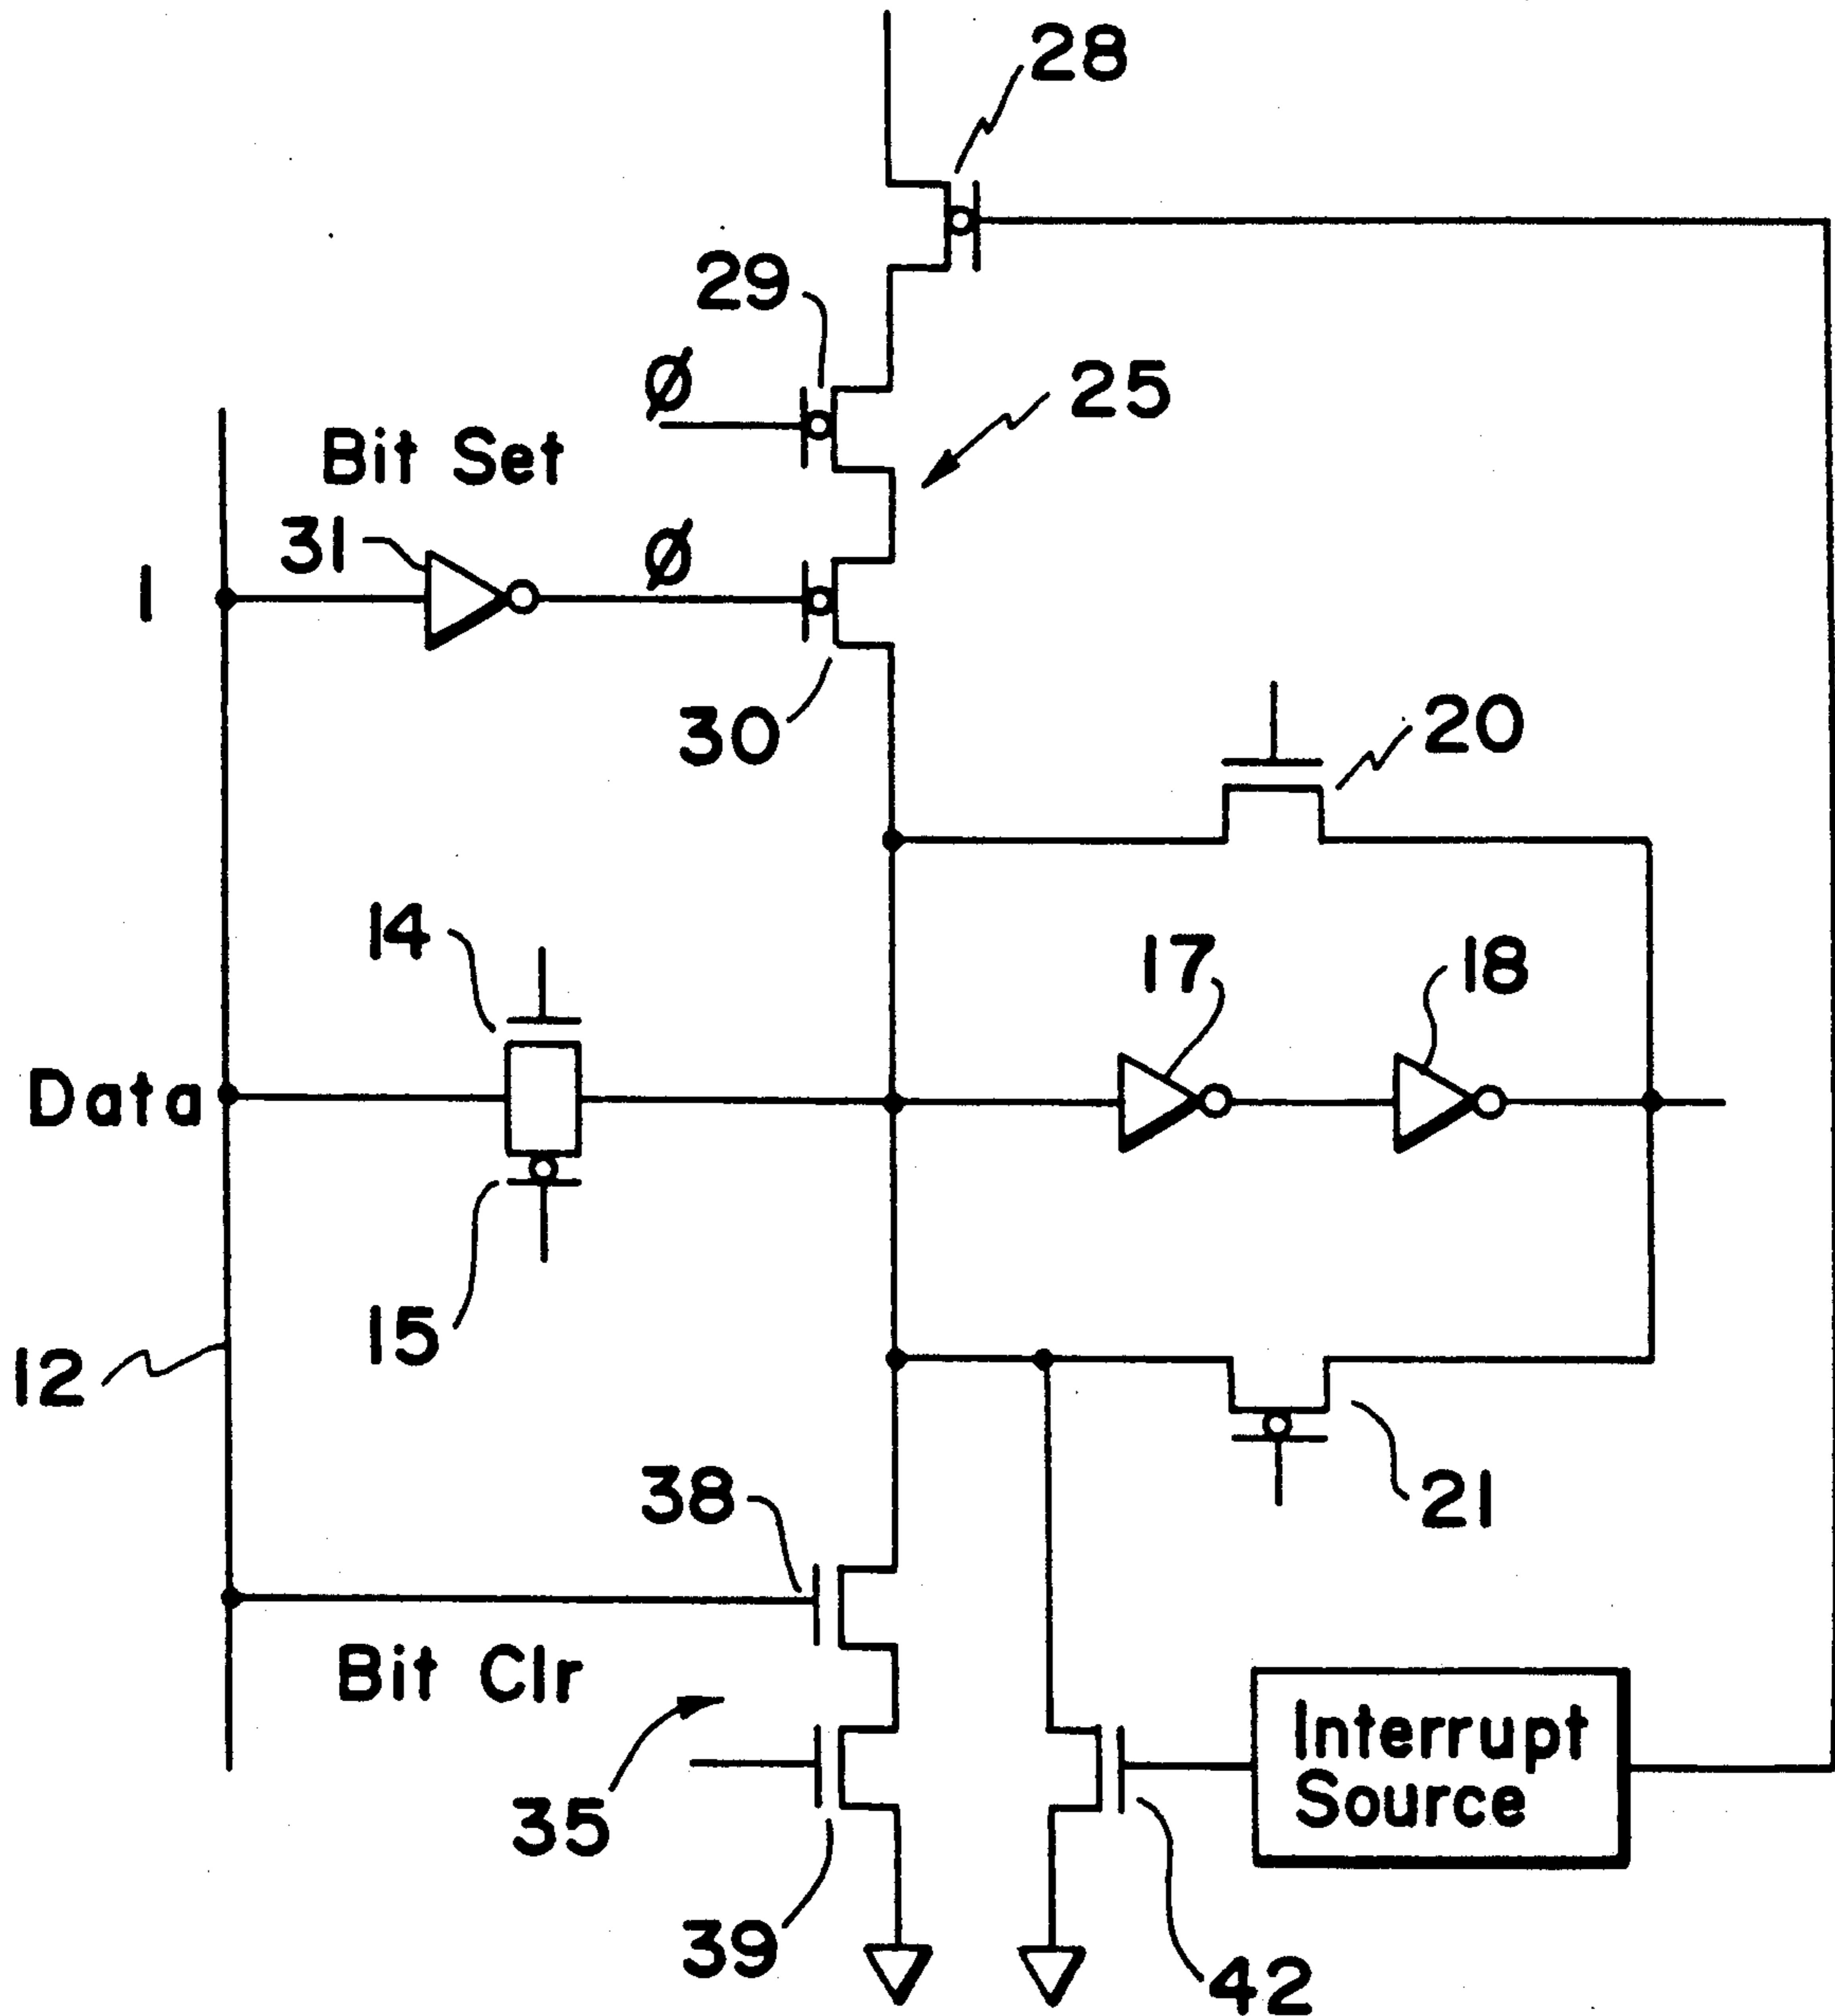 28
29
Ø
25
Bit Set
31
Ø
1
30
20
14
17
18
Data
15
12
38
21
Bit Clr
Interrupt
Source
35
39
42